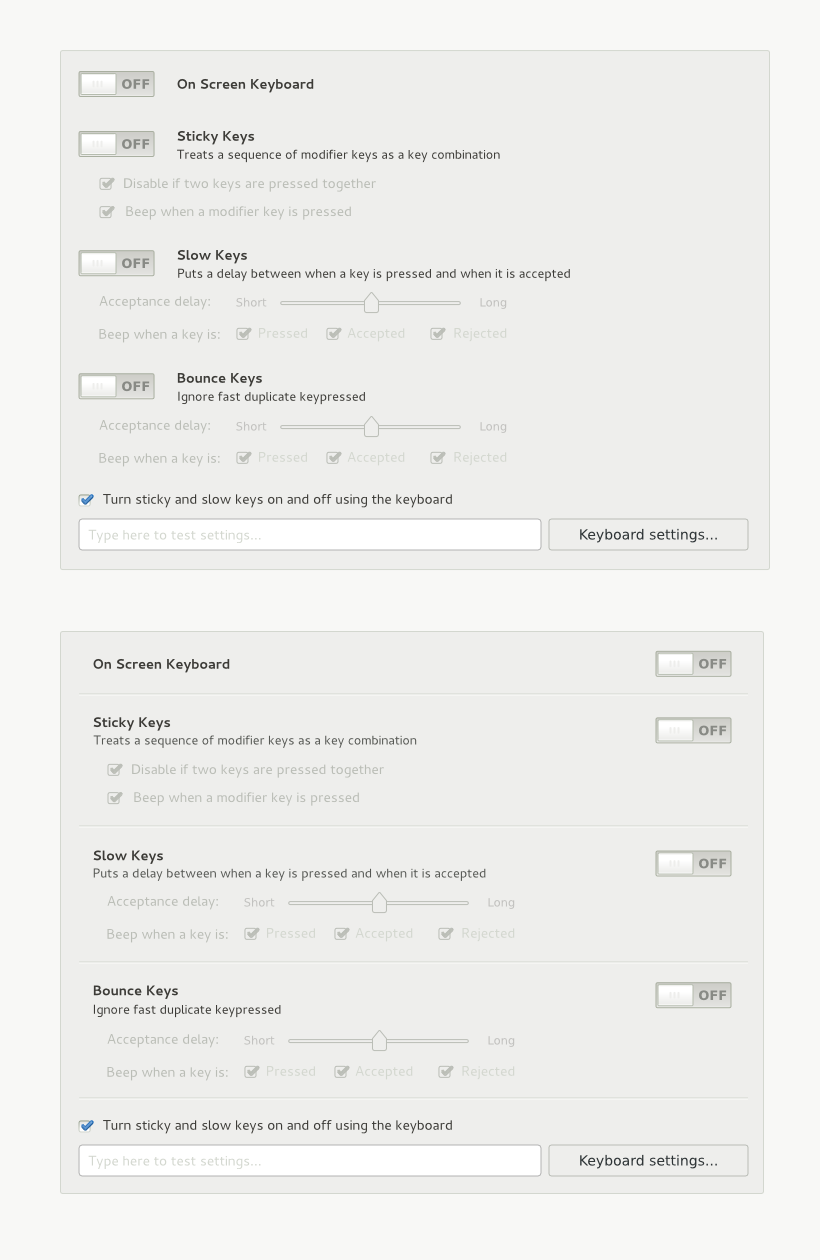 OFF On Screen Keyboard
OFF Sticky Keys
Treats a sequence of modifier keys as a key combination
Disable if two keys are pressed together
Beep when a modifier key is pressed
OFF Slow Keys
Puts a delay between when a key is pressed and when it is accepted
Acceptance delay: Short Long
Beep when a key is: Pressed Accepted Rejected
OFF Bounce Keys
Ignore fast duplicate keypressed
Acceptance delay: Short Long
Beep when a key is: Pressed Accepted Rejected
Turn sticky and slow keys on and off using the keyboard
Type here to test settings... Keyboard settings...
On Screen Keyboard OFF
Sticky Keys OFF
Treats a sequence of modifier keys as a key combination
Disable if two keys are pressed together
Beep when a modifier key is pressed
Slow Keys OFF
Puts a delay between when a key is pressed and when it is accepted
Acceptance delay: Short Long
Beep when a key is: Pressed Accepted Rejected
Bounce Keys OFF
Ignore fast duplicate keypressed
Acceptance delay: Short Long
Beep when a key is: Pressed Accepted Rejected
Turn sticky and slow keys on and off using the keyboard
Type here to test settings... Keyboard settings...